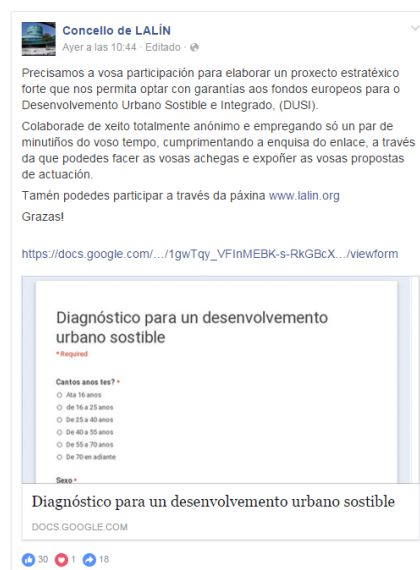 Concello de LALÍN
Ayer a las 10:44 · Editado ·
Precisamos a vosa participación para elaborar un proxecto estratéxico
forte que nos permita optar con garantías aos fondos europeos para o
Desenvolvemento Urbano Sostible e Integrado, (DUSI).
Colaborade de xeito totalmente anónimo e empregando só un par de
minutiños do voso tempo, cumprimentando a enquisa do enlace, a través
da que podedes facer as vosas achegas e expoñer as vosas propostas
de actuación.
Tamén podedes participar a través da páxina www.lalin.org
Grazas!
https://docs.google.com/.../1gwTqy_VFInMEBK-s-RkGBcX.../viewform
Diagnóstico para un desenvolvemento
urbano sostible
*Required
Cantos anos tes? *
Ata 16 anos
de 16 a 25 anos
De 25 a 40 anos
De 40 a 55 anos
De 55 a 70 anos
De 70 en adiante
Sexo *
Diagnóstico para un desenvolvemento urbano sostible
DOCS.GOOGLE.COM
30 1 18